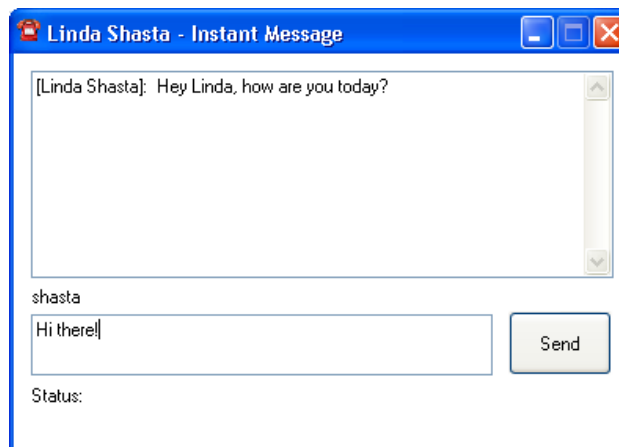 Linda Shasta - Instant Message
[Linda Shasta]:  Hey Linda, how are you today?
shasta
Hi there!
Send
Status: